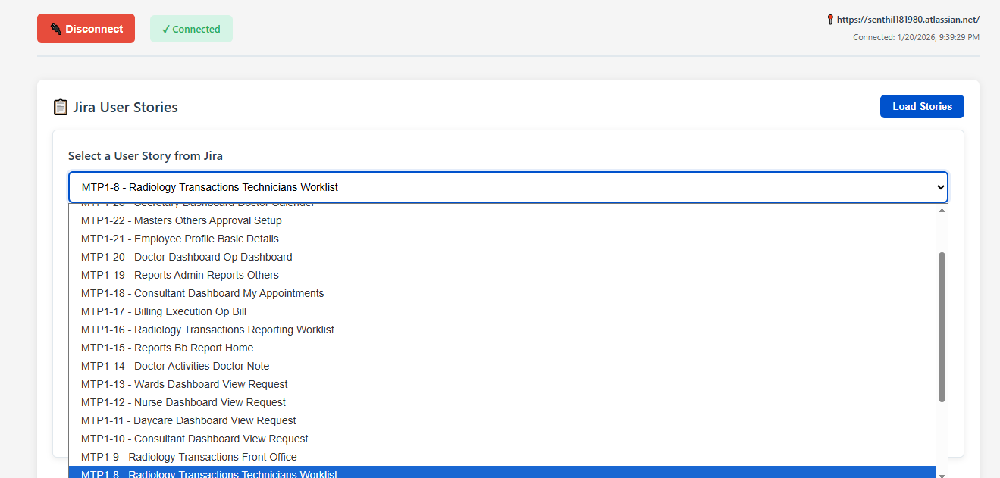 Disconnect
✓ Connected
https://senthil181980.atlassian.net/
Connected: 1/20/2026, 9:39:29 PM
Jira User Stories
Load Stories
Select a User Story from Jira
MTP1-8 - Radiology Transactions Technicians Worklist
Secretary Dashboard Doctor Calender
MTP1-22 - Masters Others Approval Setup
MTP1-21 - Employee Profile Basic Details
MTP1-20 - Doctor Dashboard Op Dashboard
MTP1-19 - Reports Admin Reports Others
MTP1-18 - Consultant Dashboard My Appointments
MTP1-17 - Billing Execution Op Bill
MTP1-16 - Radiology Transactions Reporting Worklist
MTP1-15 - Reports Bb Report Home
MTP1-14 - Doctor Activities Doctor Note
MTP1-13 - Wards Dashboard View Request
MTP1-12 - Nurse Dashboard View Request
MTP1-11 - Daycare Dashboard View Request
MTP1-10 - Consultant Dashboard View Request
MTP1-9 - Radiology Transactions Front Office
MTP1-8 - Radiology Transactions Technicians Worklist